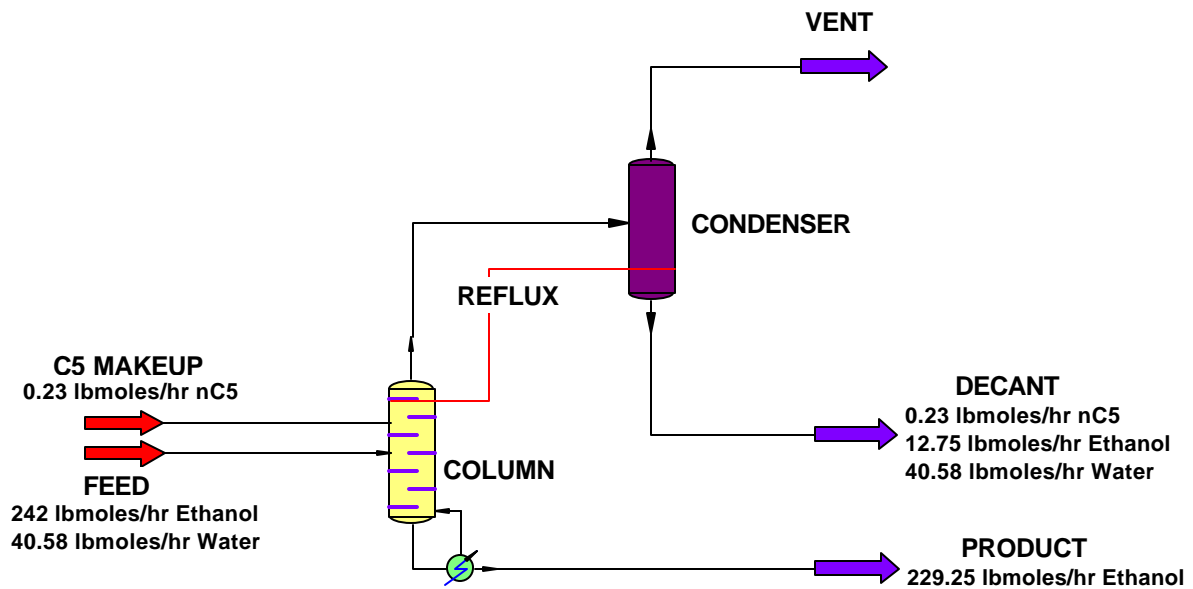 VENT
CONDENSER
REFLUX
C5 MAKEUP
0.23 lbmoles/hr nC5
DECANT
0.23 lbmoles/hr nC5
12.75 lbmoles/hr Ethanol
40.58 lbmoles/hr Water
COLUMN
FEED
242 lbmoles/hr Ethanol
40.58 lbmoles/hr Water
PRODUCT
229.25 lbmoles/hr Ethanol